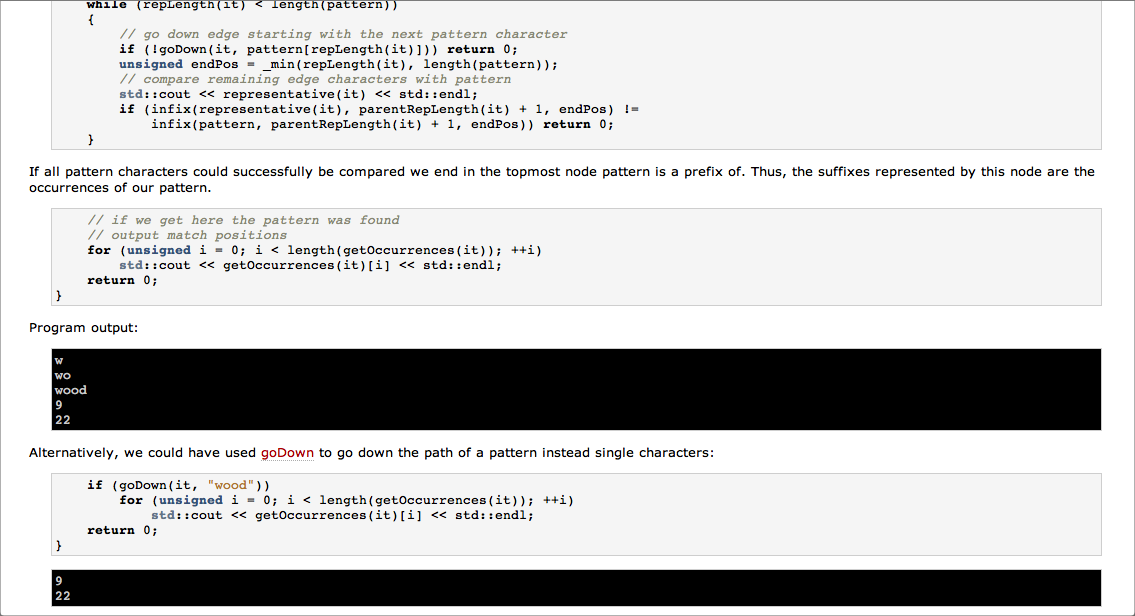 while (repLength(it) < length(pattern))
{
// go down edge starting with the next pattern character
if (!goDown(it, pattern[repLength(it)])) return 0;
unsigned endPos = _min(repLength(it), length(pattern));
// compare remaining edge characters with pattern
std::cout << representative(it) << std::endl;
if (infix(representative(it), parentRepLength(it) + 1, endPos) !=
infix(pattern, parentRepLength(it) + 1, endPos)) return 0;
}
If all pattern characters could successfully be compared we end in the topmost node pattern is a prefix of. Thus, the suffixes represented by this node are the
occurrences of our pattern.
// if we get here the pattern was found
// output match positions
for (unsigned i = 0; i < length(getOccurrences(it)); ++i)
std::cout << getOccurrences(it)[i] << std::endl;
return 0;
}
Program output:
w
wo
wood
9
22
Alternatively, we could have used goDown to go down the path of a pattern instead single characters:
if (goDown(it, "wood"))
for (unsigned i = 0; i < length(getOccurrences(it)); ++i)
std::cout << getOccurrences(it)[i] << std::endl;
return 0;
}
9
22